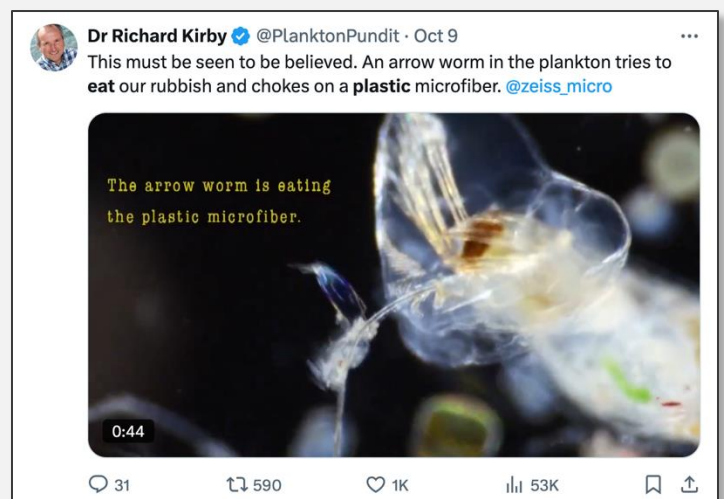 Dr Richard Kirby @PlanktonPundit · Oct 9
This must be seen to be believed. An arrow worm in the plankton tries to
eat our rubbish and chokes on a plastic microfiber. @zeiss_micro
The arrow worm is eating
the plastic microfiber.
0:44
31 590 1K 53K